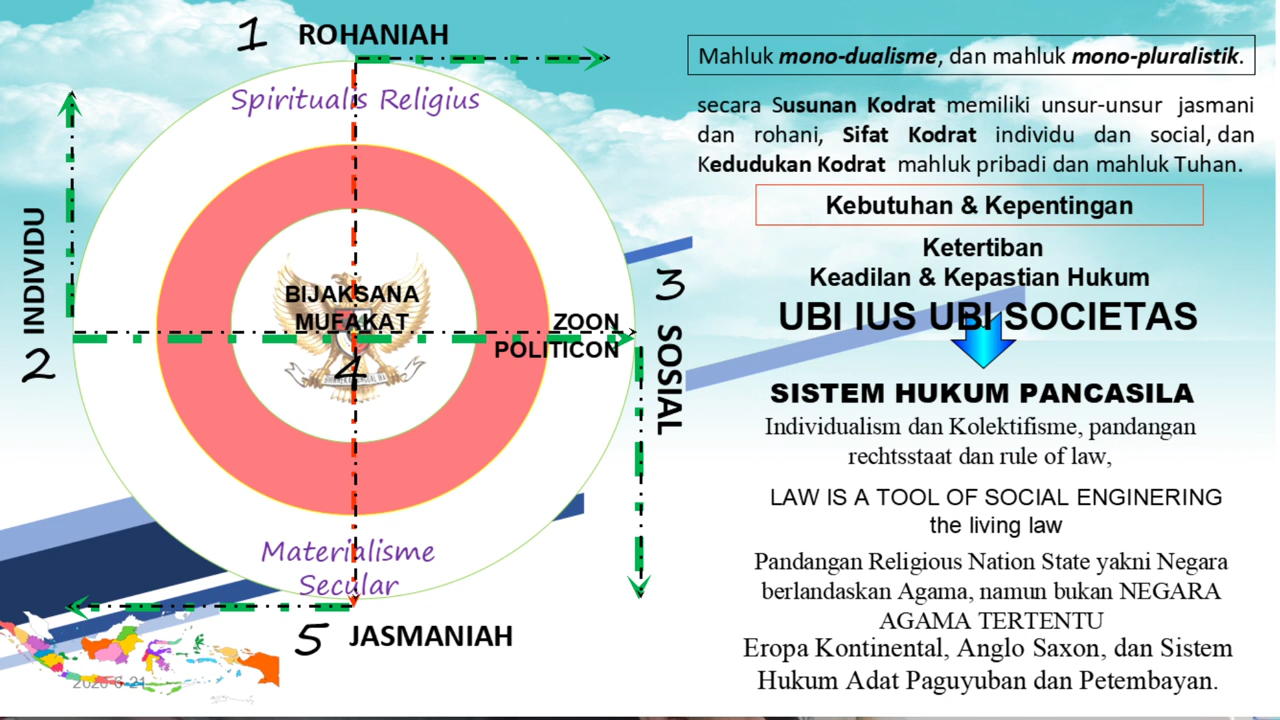 1 ROHANIAH
Spiritualis Religius
2 INDIVIDU
BIJAKSANA
MUFAKAT
4
ZOON
POLITICON
3 SOSIAL
Materialisme
Secular
5 JASMANIAH
Mahluk mono-dualisme, dan mahluk mono-pluralistik.
secara Susunan Kodrat memiliki unsur-unsur jasmani
dan rohani, Sifat Kodrat individu dan social, dan
Kedudukan Kodrat mahluk pribadi dan mahluk Tuhan.
Kebutuhan & Kepentingan
Ketertiban
Keadilan & Kepastian Hukum
UBI IUS UBI SOCIETAS
SISTEM HUKUM PANCASILA
Individualism dan Kolektifisme, pandangan
rechtsstaat dan rule of law,
LAW IS A TOOL OF SOCIAL ENGINERING
the living law
Pandangan Religious Nation State yakni Negara
berlandaskan Agama, namun bukan NEGARA
AGAMA TERTENTU
Eropa Kontinental, Anglo Saxon, dan Sistem
Hukum Adat Paguyuban dan Petembayan.